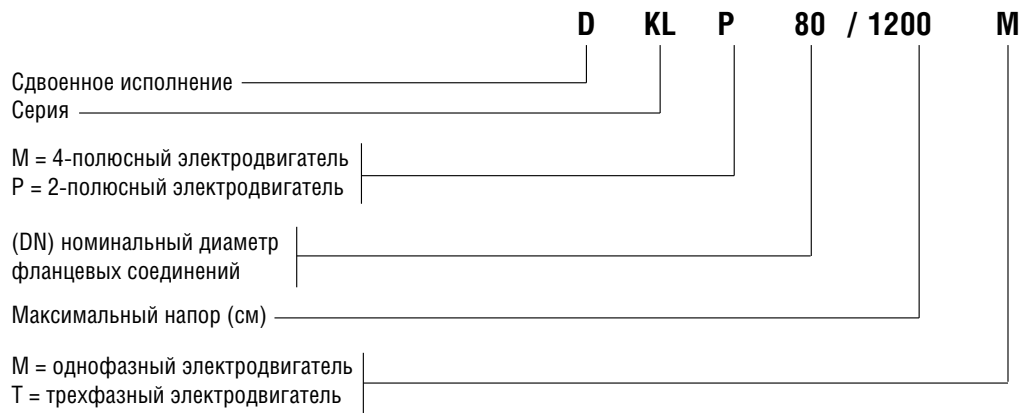 D KL P 80 / 1200 M
Сдвоенное исполнение
Серия
М = 4-полюсный электродвигатель
Р = 2-полюсный электродвигатель
(DN) номинальный диаметр
фланцевых соединений
Максимальный напор (см)
М = однофазный электродвигатель
Т = трехфазный электродвигатель